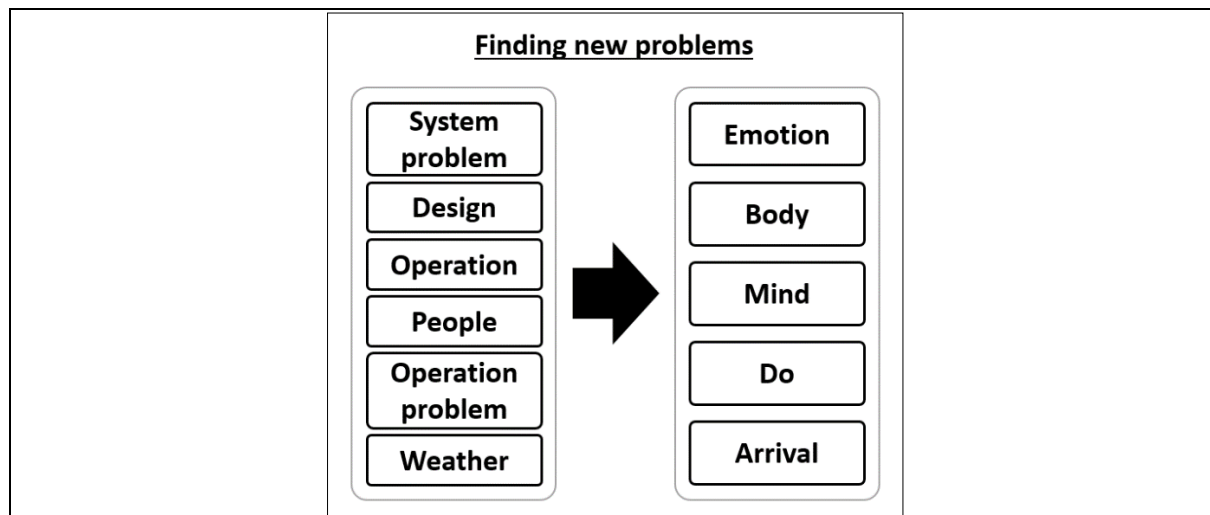 Finding new problems
System
problem
Design
Operation
People
Operation
problem
Weather
Emotion
Body
Mind
Do
Arrival